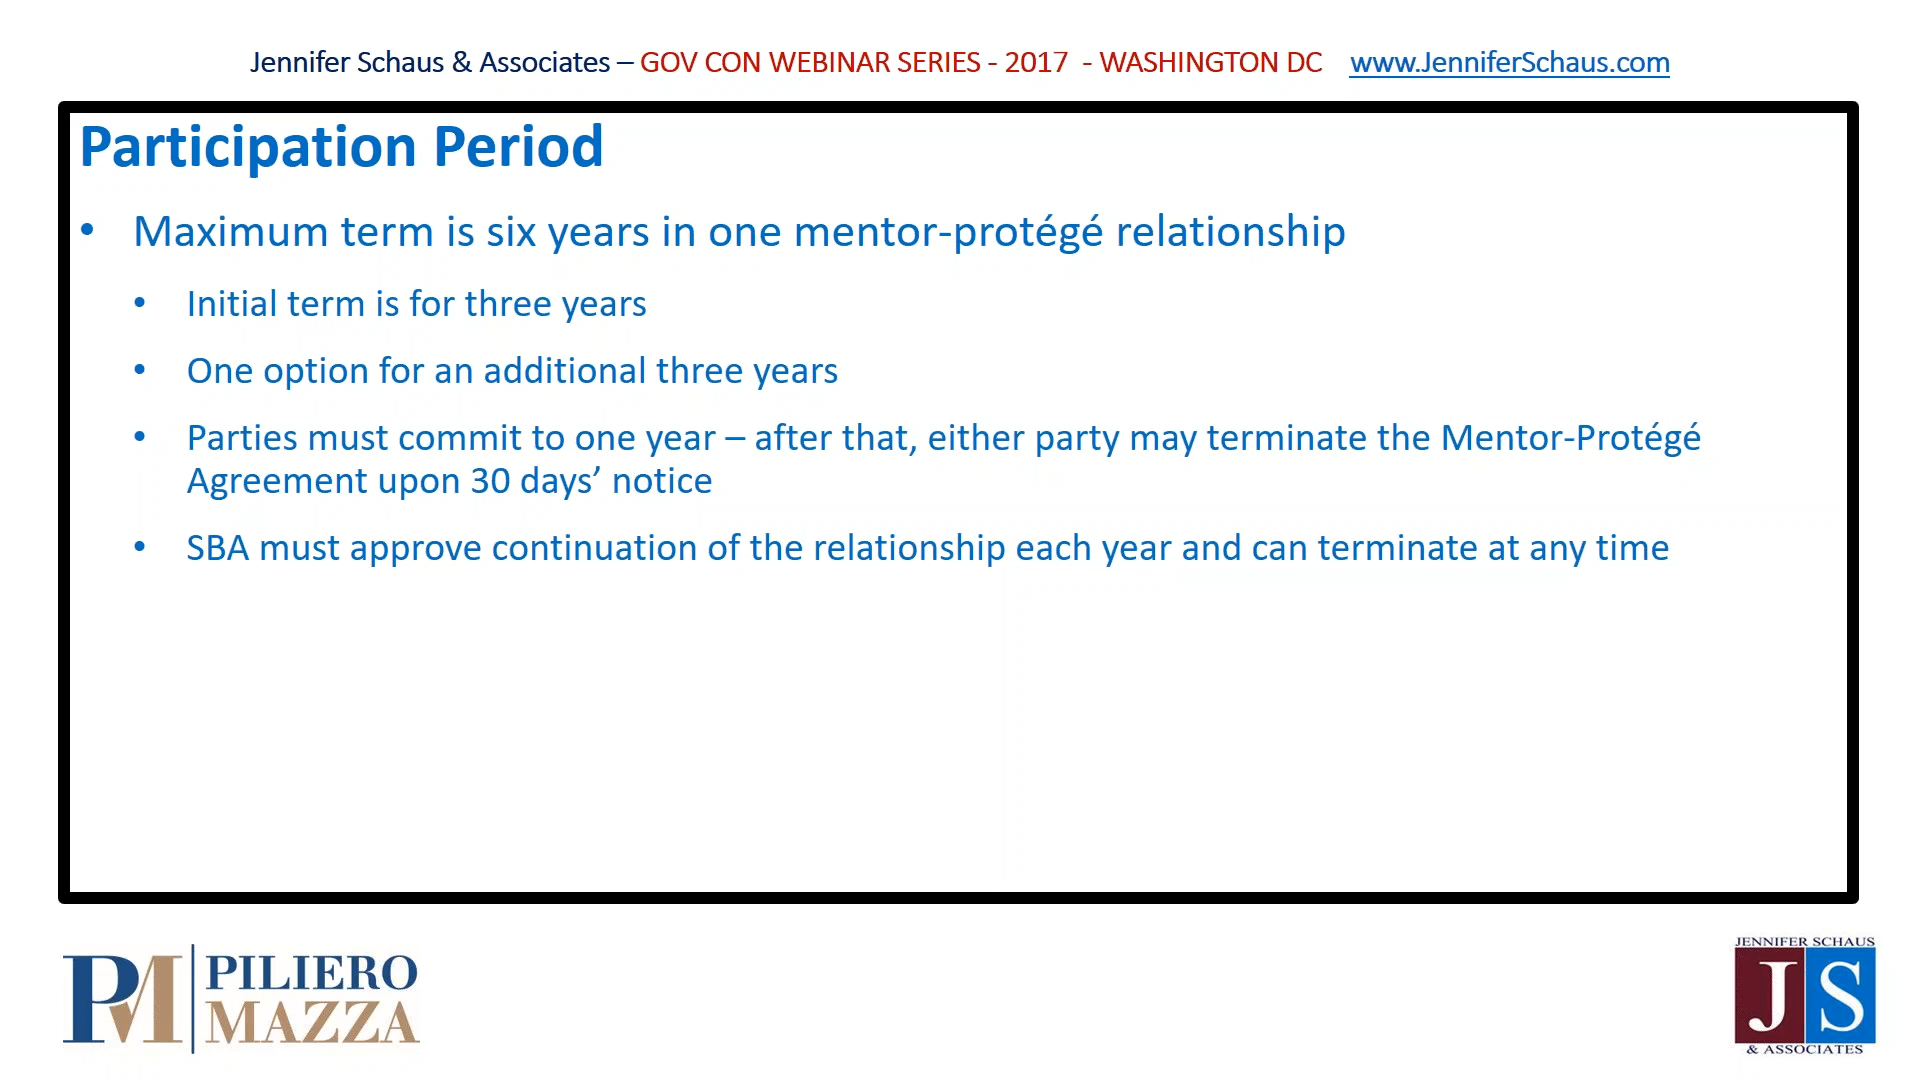 Jennifer Schaus & Associates – GOV CON WEBINAR SERIES - 2017 - WASHINGTON DC www.JenniferSchaus.com
Participation Period
• Maximum term is six years in one mentor-protégé relationship
• Initial term is for three years
• One option for an additional three years
• Parties must commit to one year – after that, either party may terminate the Mentor-Protégé
Agreement upon 30 days’ notice
• SBA must approve continuation of the relationship each year and can terminate at any time
PM PILIERO
MAZZA
JENNIFER SCHAUS
JS
& ASSOCIATES